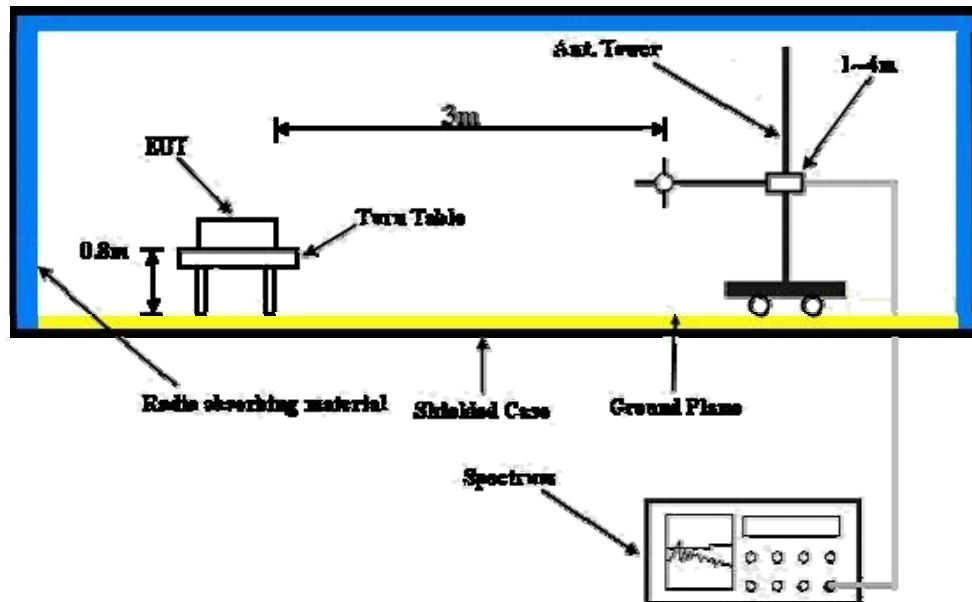 Ant. Tower
1~4m
3m
EUT
Turn Table
0.8m
Radio absorbing material
Shielded Case
Ground Plane
Spectrum